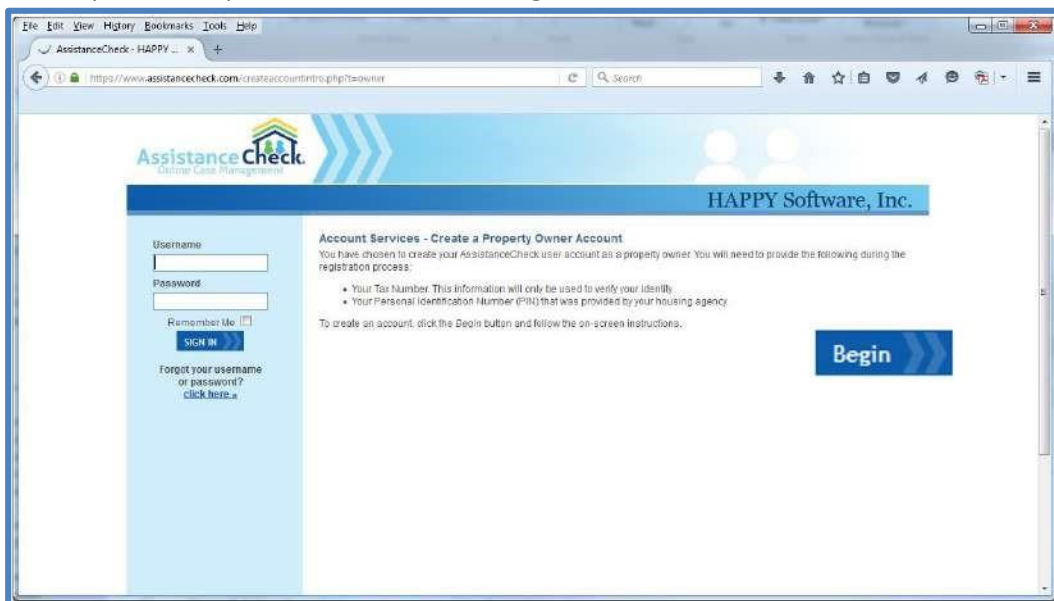 File Edit View History Bookmarks Tools Help
AssistanceCheck - HAPPY ... × +
https://www.assistancecheck.com/createaccountintro.php?t=owner
Search
Assistance Check.
Online Case Management
HAPPY Software, Inc.
Username
Password
Remember Me
SIGN IN
Forgot your username
or password?
click here »
Account Services - Create a Property Owner Account
You have chosen to create your AssistanceCheck user account as a property owner. You will need to provide the following during the
registration process:
• Your Tax Number. This information will only be used to verify your identify
• Your Personal Identification Number (PIN) that was provided by your housing agency
To create an account, click the Begin button and follow the on-screen instructions.
Begin